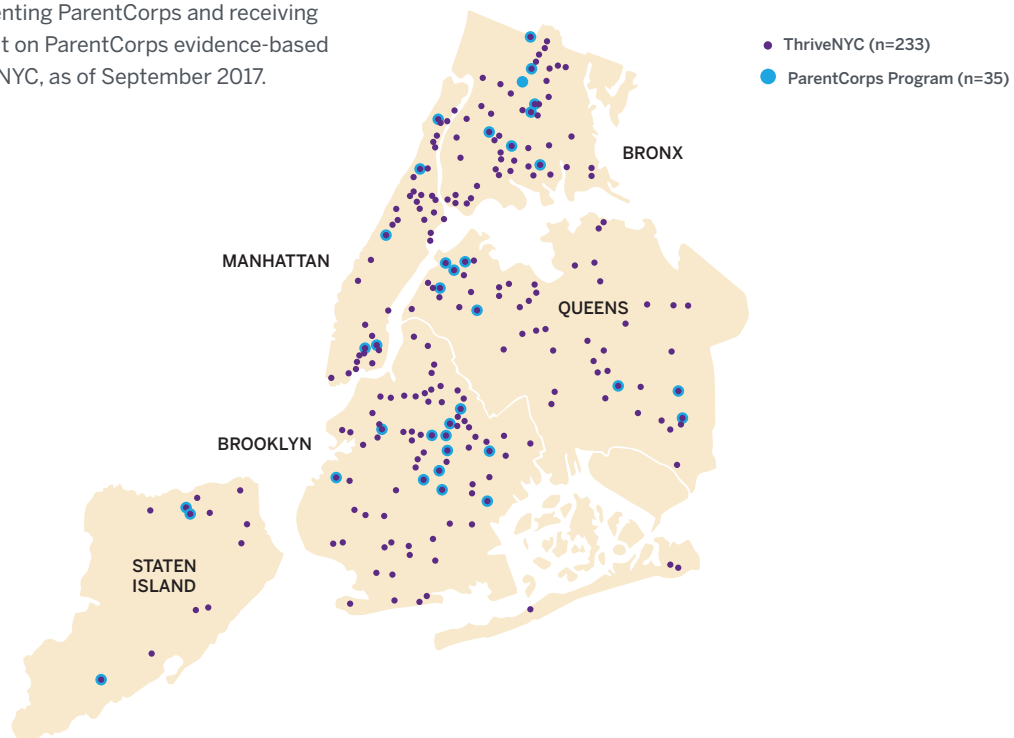 enting ParentCorps and receiving
t on ParentCorps evidence-based
NYC, as of September 2017.
ThriveNYC (n=233)
ParentCorps Program (n=35)
BRONX
MANHATTAN
QUEENS
BROOKLYN
STATEN
ISLAND